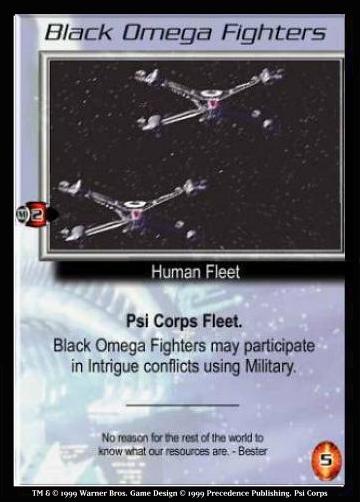 Black Omega Fighters
M 2
Human Fleet
Psi Corps Fleet.
Black Omega Fighters may participate
in Intrigue conflicts using Military.
No reason for the rest of the world to
know what our resources are. - Bester
5
TM & © 1999 Warner Bros. Game Design © 1999 Precedence Publishing. Psi Corps